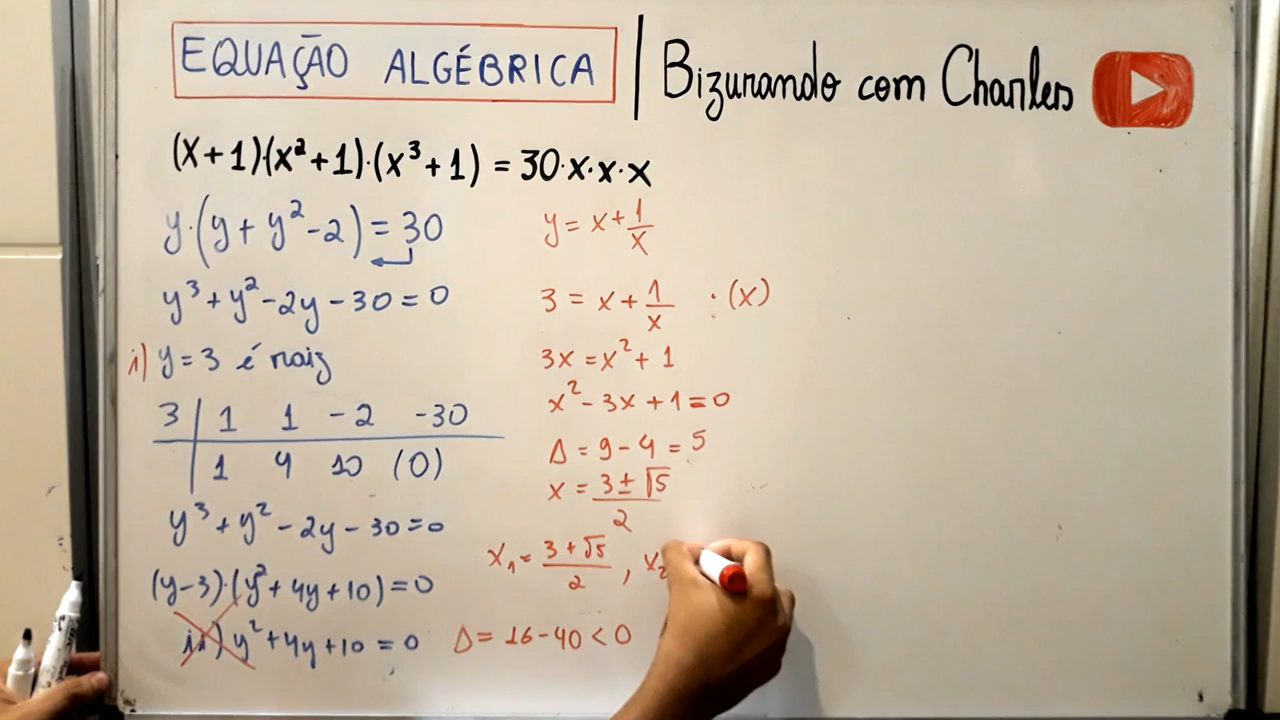 EQUAÇÃO ALGÉBRICA
Bizurando com Charles
(x+1)·(x²+1)·(x³+1) = 30·x·x·x
y·(y+y²-2) = 30
y³+y²-2y-30=0
i) y=3 é raiz
3 | 1 1 -2 -30
1 4 10 (0)
y³+y²-2y-30=0
(y-3)·(y²+4y+10)=0
ii) y²+4y+10=0
Δ=16-40<0
y = x+1/x
3 = x+1/x ·(x)
3x = x²+1
x²-3x+1=0
Δ=9-4=5
x = (3±√5)/2
x₁=(3+√5)/2, x₂